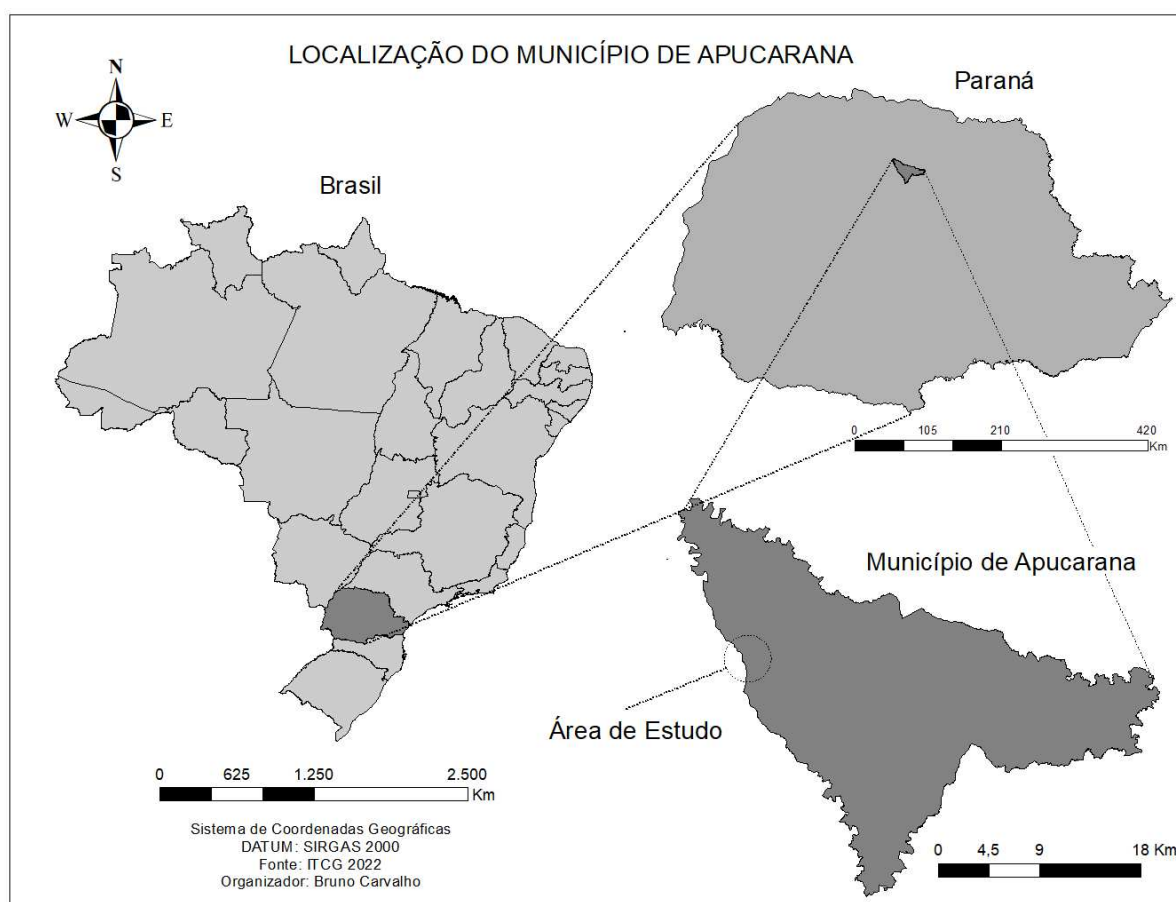 LOCALIZAÇÃO DO MUNICÍPIO DE APUCARANA
N
W E
S
Brasil
Paraná
0 105 210 420
Km
Município de Apucarana
Área de Estudo
0 625 1.250 2.500
Km
Sistema de Coordenadas Geográficas
DATUM: SIRGAS 2000
Fonte: ITCG 2022
Organizador: Bruno Carvalho
0 4,5 9 18 Km